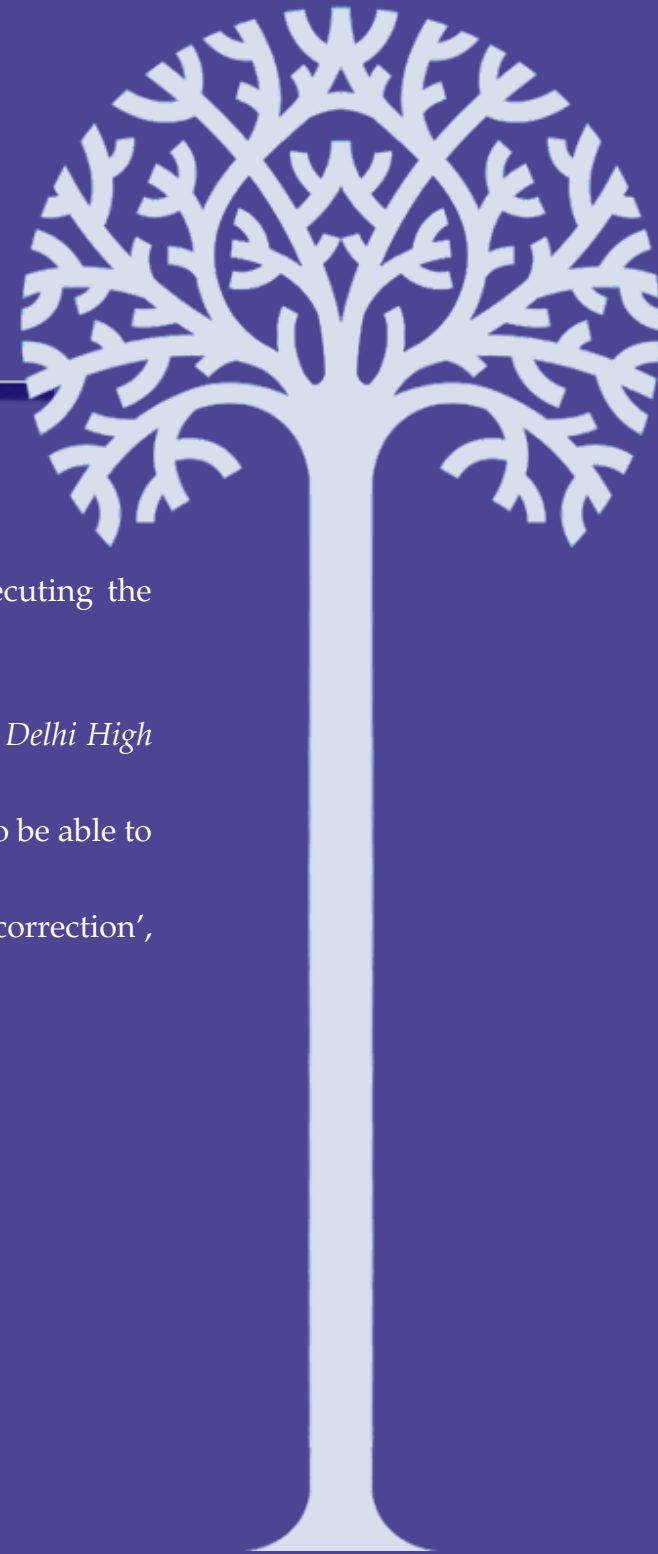 ecuting the
Delhi High
o be able to
correction’,